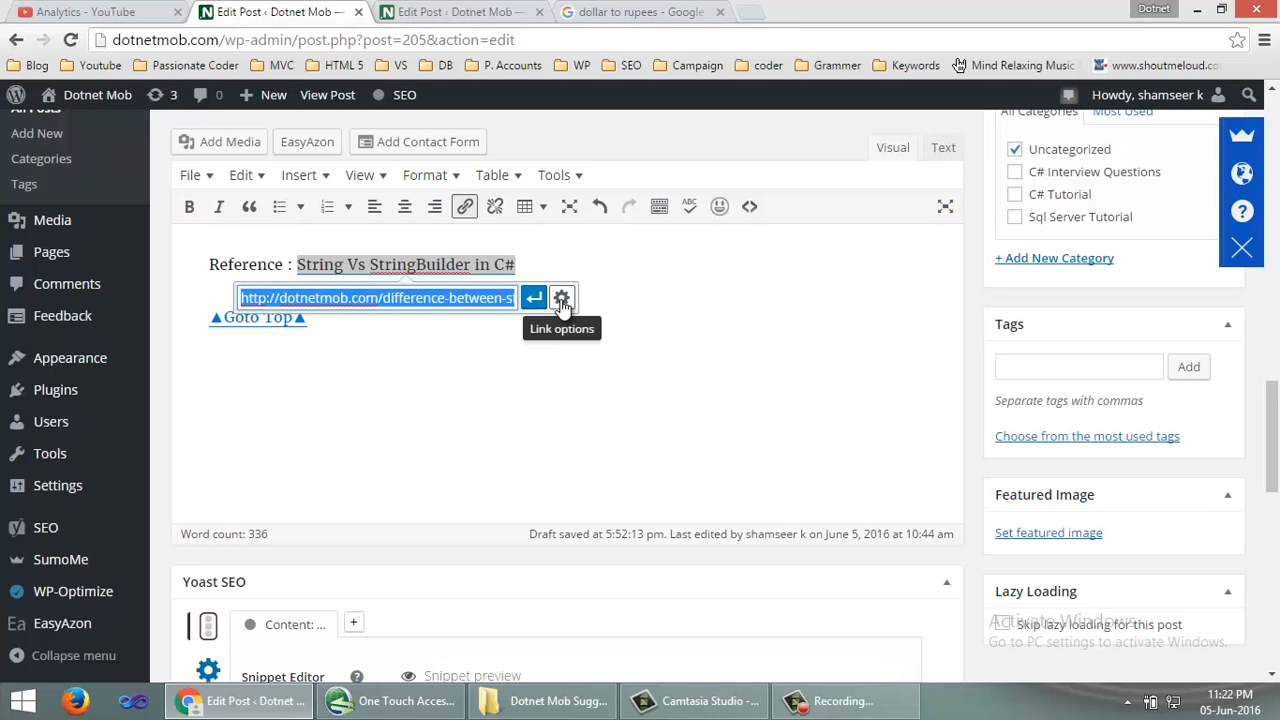 Analytics - YouTube
Edit Post ‹ Dotnet Mob —
Edit Post ‹ Dotnet Mob —
dollar to rupees - Google
Dotnet
dotnetmob.com/wp-admin/post.php?post=205&action=edit
Blog Youtube Passionate Coder MVC HTML 5 VS DB P. Accounts WP SEO Campaign coder Grammer Keywords Mind Relaxing Music www.shoutmeloud.co
Dotnet Mob 3 0 New View Post SEO Howdy, shamseer k
All Posts
Add New
Categories
Tags
Media
Pages
Comments
Feedback
Appearance
Plugins
Users
Tools
Settings
SEO
SumoMe
WP-Optimize
Ea EasyAzon
Collapse menu
Add Media EasyAzon Add Contact Form
Visual Text
File Edit Insert View Format Table Tools
B I ABC
Reference : String Vs StringBuilder in C#
http://dotnetmob.com/difference-between-st
Link options
▲Goto Top▲
Word count: 336
Draft saved at 5:52:13 pm. Last edited by shamseer k on June 5, 2016 at 10:44 am
Yoast SEO
Content: ... +
Snippet Editor ? Snippet preview
All Categories Most Used
Uncategorized
C# Interview Questions
C# Tutorial
Sql Server Tutorial
+ Add New Category
Tags
Add
Separate tags with commas
Choose from the most used tags
Featured Image
Set featured image
Lazy Loading
Skip lazy loading for this post
Activate Windows
Go to PC settings to activate Windows.
Edit Post ‹ Dotnet ...
One Touch Acces...
Dotnet Mob Sugg...
Camtasia Studio -...
Recording...
11:22 PM
05-Jun-2016